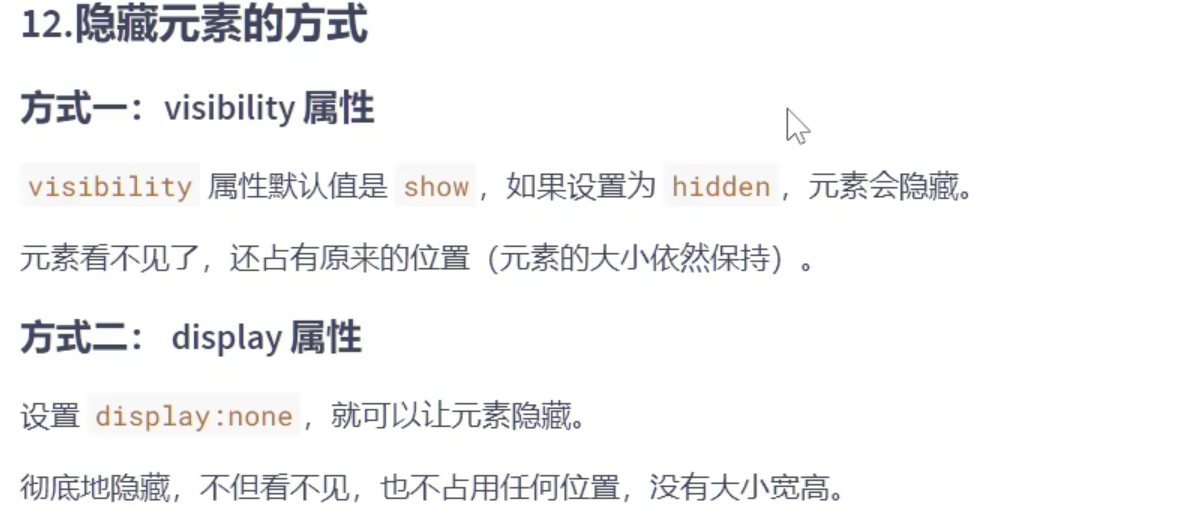 12.隐藏元素的方式
方式一：visibility 属性
visibility 属性默认值是 show ，如果设置为 hidden ，元素会隐藏。
元素看不见了，还占有原来的位置（元素的大小依然保持）。
方式二： display 属性
设置 display:none ，就可以让元素隐藏。
彻底地隐藏，不但看不见，也不占用任何位置，没有大小宽高。